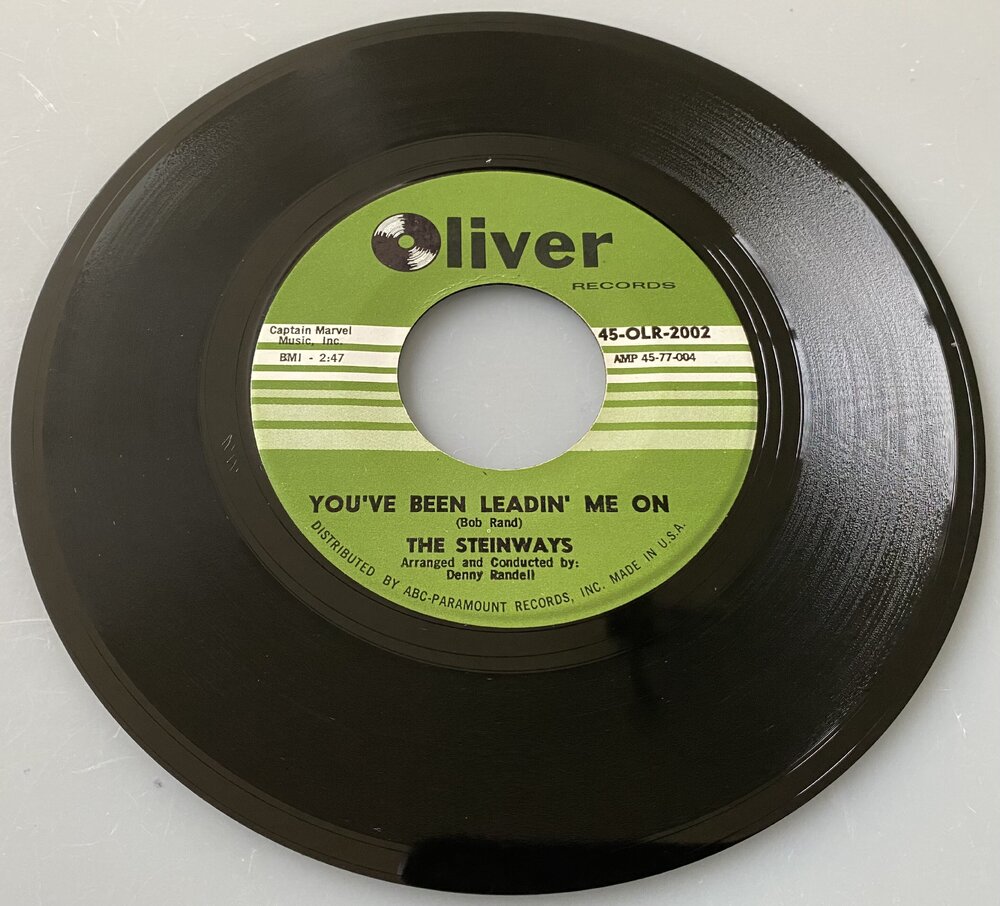 Oliver
RECORDS
Captain Marvel
Music, Inc.
BMI - 2:47
45-OLR-2002
AMP 45-77-004
YOU'VE BEEN LEADIN' ME ON
(Bob Rand)
THE STEINWAYS
Arranged and Conducted by:
Denny Randell
DISTRIBUTED BY ABC-PARAMOUNT RECORDS, INC. MADE IN U.S.A.